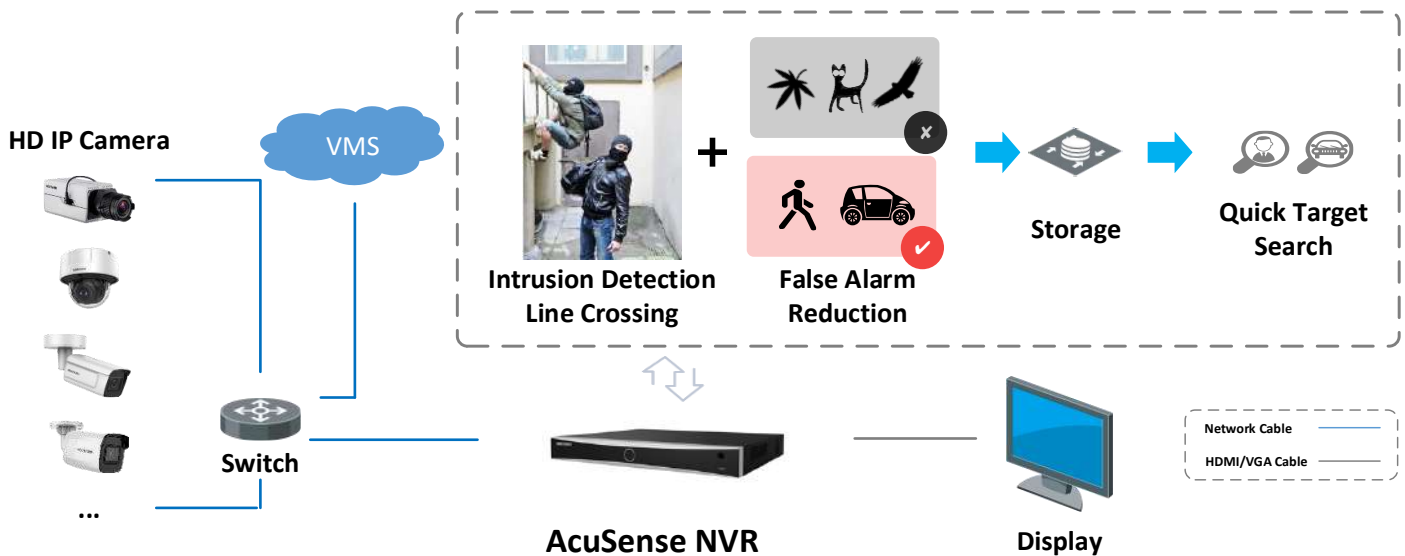 HD IP Camera
VMS
Intrusion Detection
Line Crossing
False Alarm
Reduction
Storage
Quick Target
Search
Switch
...
AcuSense NVR
Display
Network Cable
HDMI/VGA Cable